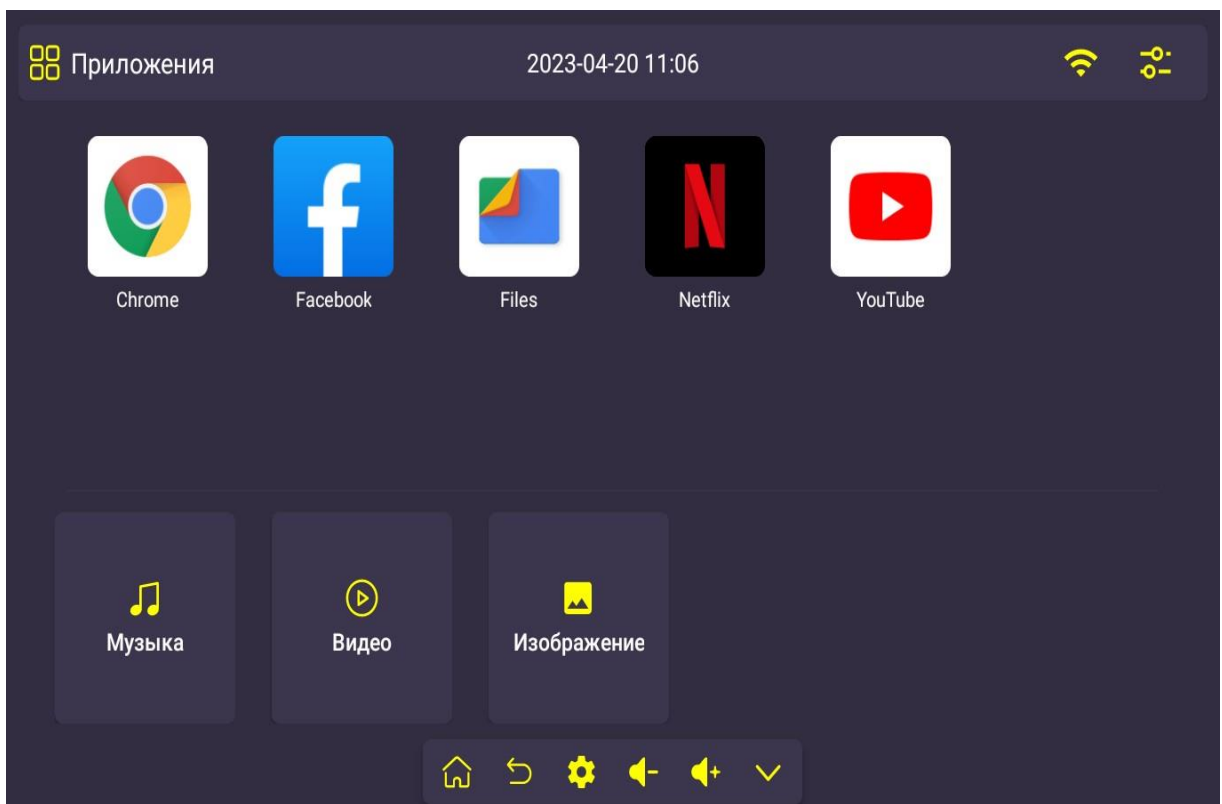 Приложения
2023-04-20 11:06
Chrome
Facebook
Files
Netflix
YouTube
Музыка
Видео
Изображение